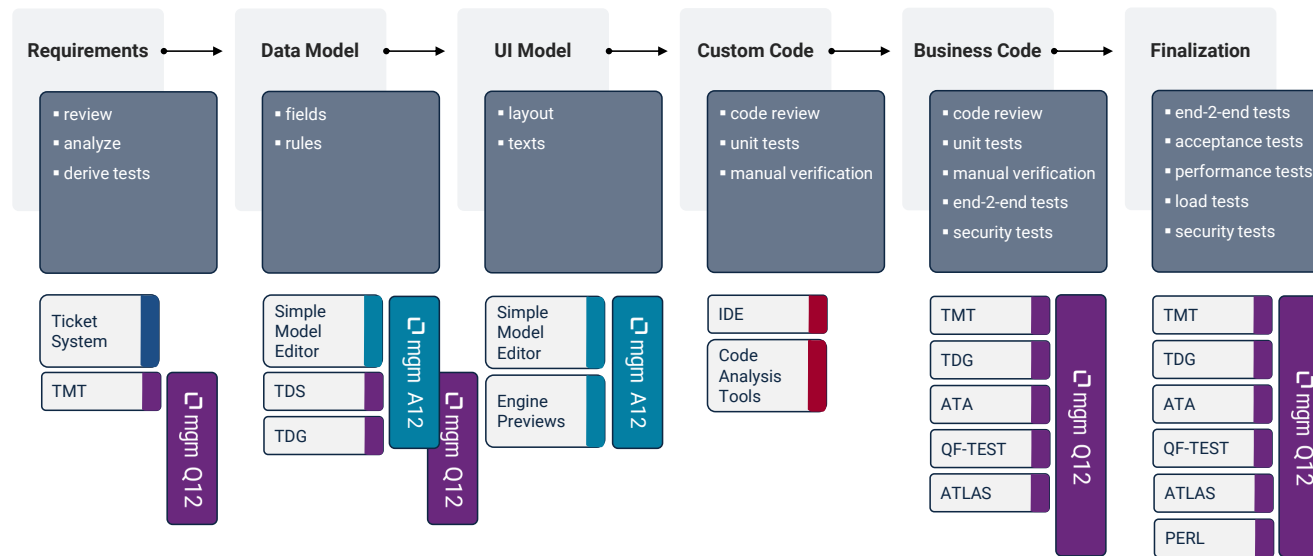 Requirements
Data Model
UI Model
Custom Code
Business Code
Finalization
▪ review
▪ analyze
▪ derive tests
▪ fields
▪ rules
▪ layout
▪ texts
▪ code review
▪ unit tests
▪ manual verification
▪ code review
▪ unit tests
▪ manual verification
▪ end-2-end tests
▪ security tests
▪ end-2-end tests
▪ acceptance tests
▪ performance tests
▪ load tests
▪ security tests
Ticket
System
TMT
mgm Q12
Simple
Model
Editor
TDS
TDG
mgm A12
mgm Q12
Simple
Model
Editor
Engine
Previews
mgm A12
IDE
Code
Analysis
Tools
TMT
TDG
ATA
QF-TEST
ATLAS
mgm Q12
TMT
TDG
ATA
QF-TEST
ATLAS
PERL
mgm Q12